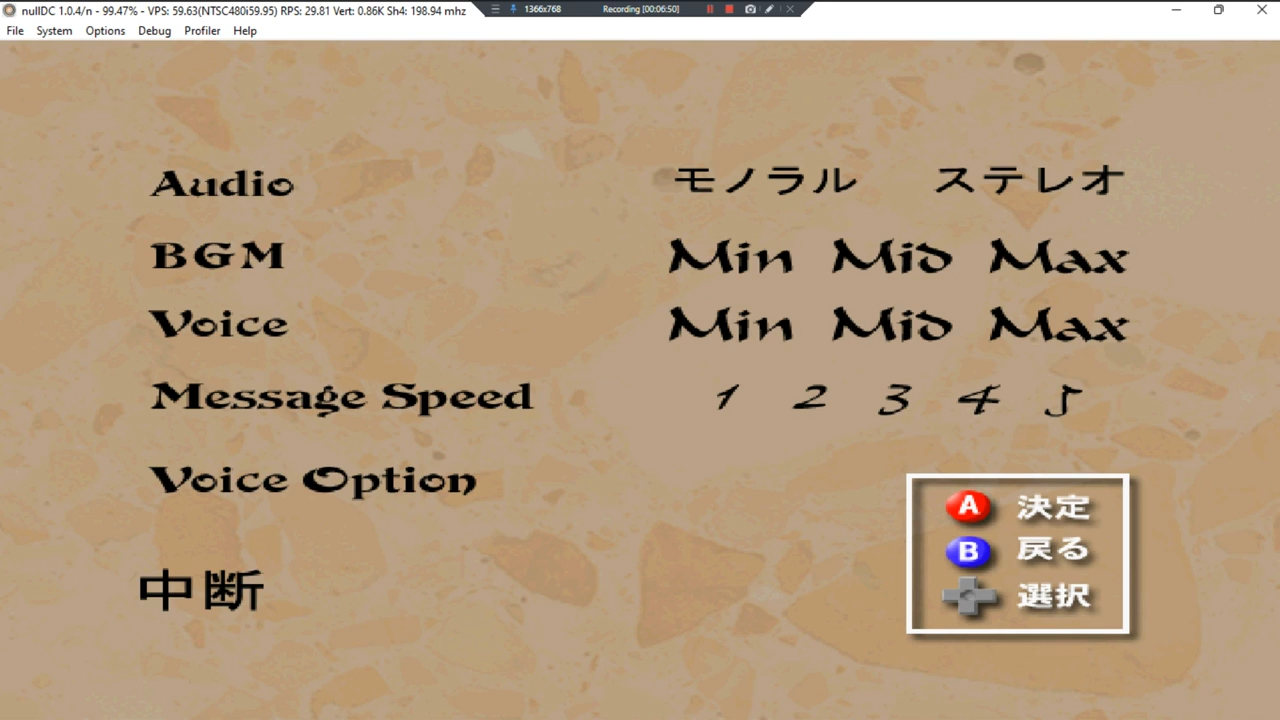 nullDC 1.0.4/n - 99.47% - VPS: 59.63(NTSC480i59.95) RPS: 29.81 Vert: 0.86K Sh4: 198.94 mhz
1366x768 Recording [00:06:50]
File System Options Debug Profiler Help
Audio モノラル ステレオ
BGM Min Mid Max
Voice Min Mid Max
Message Speed 1 2 3 4 5
Voice Option
A 決定
B 戻る
選択
中断